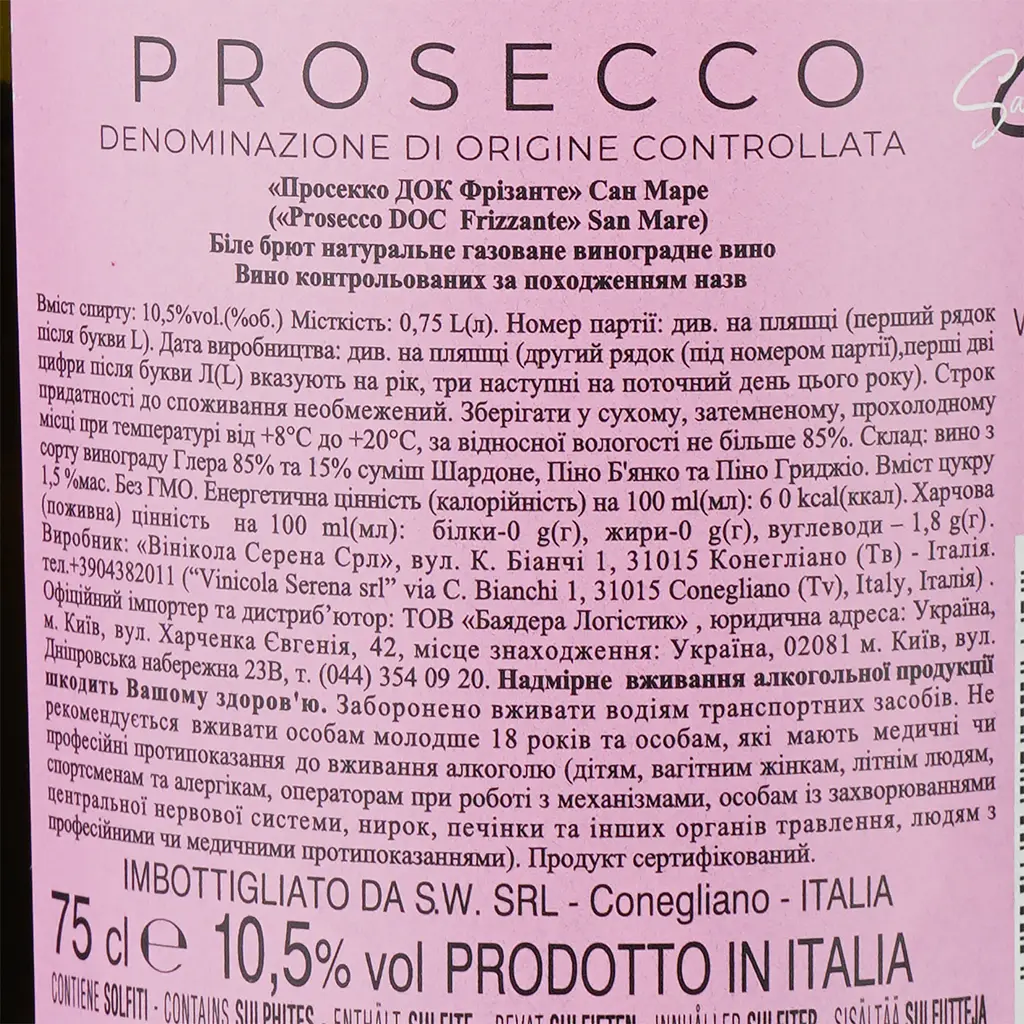 PROSECCO
DENOMINAZIONE DI ORIGINE CONTROLLATA
«Просекко ДОК Фрізанте» Сан Маре
(«Prosecco DOC Frizzante» San Mare)
Біле брют натуральне газоване виноградне вино
Вино контрольованих за походженням назв
Вміст спирту: 10,5%vol.(%об.) Місткість: 0,75 L(л). Номер партії: див. на пляшці (перший рядок
після букви L). Дата виробництва: див. на пляшці (другий рядок (під номером партії),перші дві
цифри після букви Л(L) вказують на рік, три наступні на поточний день цього року). Строк
придатності до споживання необмежений. Зберігати у сухому, затемненому, прохолодному
місці при температурі від +8°C до +20°C, за відносної вологості не більше 85%. Склад: вино з
сорту винограду Глера 85% та 15% суміш Шардоне, Піно Б'янко та Піно Гриджіо. Вміст цукру
1,5 %мас. Без ГМО. Енергетична цінність (калорійність) на 100 ml(мл): 6 0 kcal(ккал). Харчова
(поживна) цінність на 100 ml(мл): білки-0 g(г), жири-0 g(г), вуглеводи – 1,8 g(г).
Виробник: «Вінікола Серена Срл», вул. К. Біанчі 1, 31015 Конегліано (Тв) - Італія.
тел.+3904382011 (“Vinicola Serena srl” via C. Bianchi 1, 31015 Conegliano (Tv), Italy, Італія) .
Офіційний імпортер та дистриб’ютор: ТОВ «Баядера Логістик» , юридична адреса: Україна,
м. Київ, вул. Харченка Євгенія, 42, місце знаходження: Україна, 02081 м. Київ, вул.
Дніпровська набережна 23В, т. (044) 354 09 20. Надмірне вживання алкогольної продукції
шкодить Вашому здоров'ю. Заборонено вживати водіям транспортних засобів. Не
рекомендується вживати особам молодше 18 років та особам, які мають медичні чи
професійні протипоказання до вживання алкоголю (дітям, вагітним жінкам, літнім людям,
спортсменам та алергікам, операторам при роботі з механізмами, особам із захворюваннями
центральної нервової системи, нирок, печінки та інших органів травлення, людям з
професійними чи медичними протипоказаннями). Продукт сертифікований.
IMBOTTIGLIATO DA S.W. SRL - Conegliano - ITALIA
75 cl ℮ 10,5% vol PRODOTTO IN ITALIA
CONTIENE SOLFITI - CONTAINS SULPHITES - ENTHÄLT SULFITE - BEVAT SULFIETEN - INNHÅLLER SULFITER - SISÄLTÄÄ SULFIITTEJA